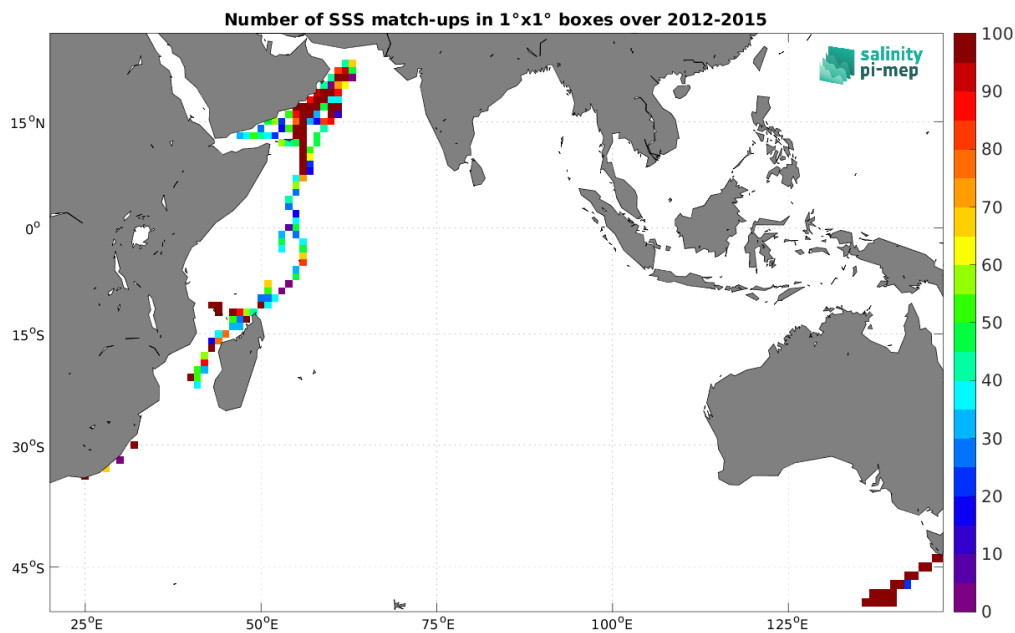 Number of SSS match-ups in 1°x1° boxes over 2012-2015
salinity
pi-mep
100
90
80
70
60
50
40
30
20
10
0
15°N
0°
15°S
30°S
45°S
25°E
50°E
75°E
100°E
125°E